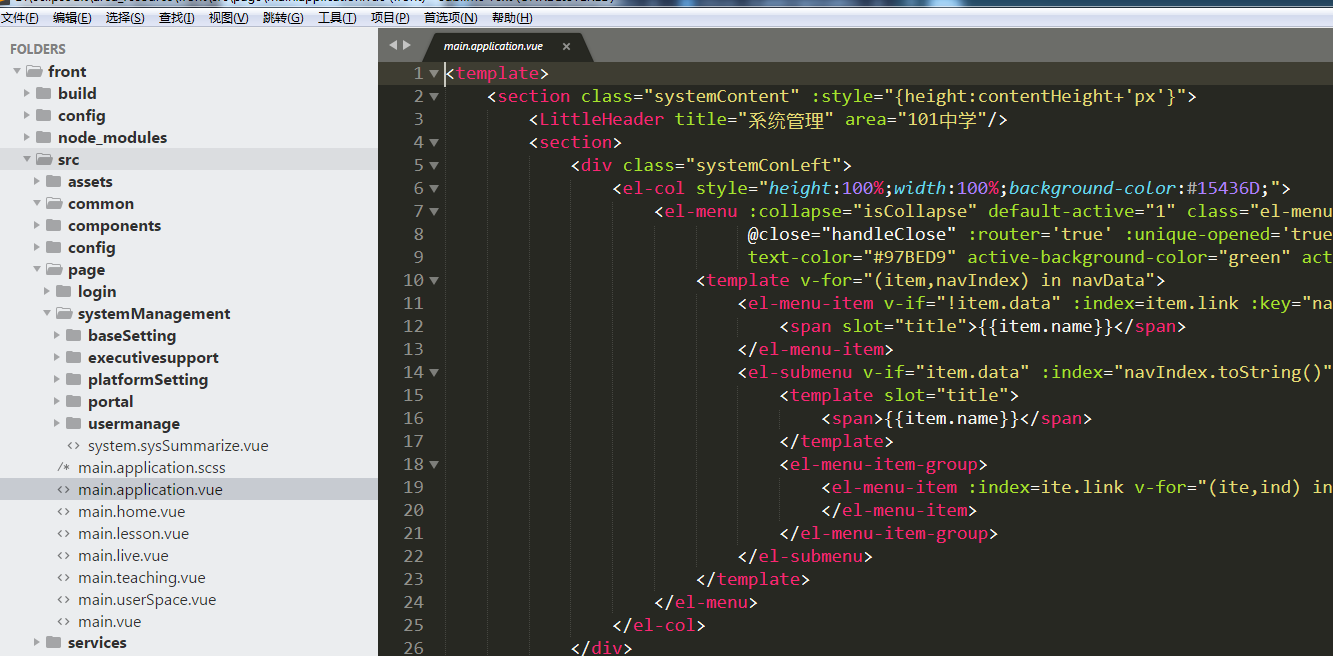 文件(F) 编辑(E) 选择(S) 查找(I) 视图(V) 跳转(G) 工具(T) 项目(P) 首选项(N) 帮助(H)
FOLDERS
front
build
config
node_modules
src
assets
common
components
config
page
login
systemManagement
baseSetting
executivesupport
platformSetting
portal
usermanage
system.sysSummarize.vue
main.application.scss
main.application.vue
main.home.vue
main.lesson.vue
main.live.vue
main.teaching.vue
main.userSpace.vue
main.vue
services
main.application.vue
1 <template>
2 <section class="systemContent" :style="{height:contentHeight+'px'}">
3 <LittleHeader title="系统管理" area="101中学"/>
4 <section>
5 <div class="systemConLeft">
6 <el-col style="height:100%;width:100%;background-color:#15436D;">
7 <el-menu :collapse="isCollapse" default-active="1" class="el-menu
8 @close="handleClose" :router='true' :unique-opened='true
9 text-color="#97BED9" active-background-color="green" act
10 <template v-for="(item,navIndex) in navData">
11 <el-menu-item v-if="!item.data" :index=item.link :key="na
12 <span slot="title">{{item.name}}</span>
13 </el-menu-item>
14 <el-submenu v-if="item.data" :index="navIndex.toString()"
15 <template slot="title">
16 <span>{{item.name}}</span>
17 </template>
18 <el-menu-item-group>
19 <el-menu-item :index=ite.link v-for="(ite,ind) in
20 </el-menu-item>
21 </el-menu-item-group>
22 </el-submenu>
23 </template>
24 </el-menu>
25 </el-col>
26 </div>